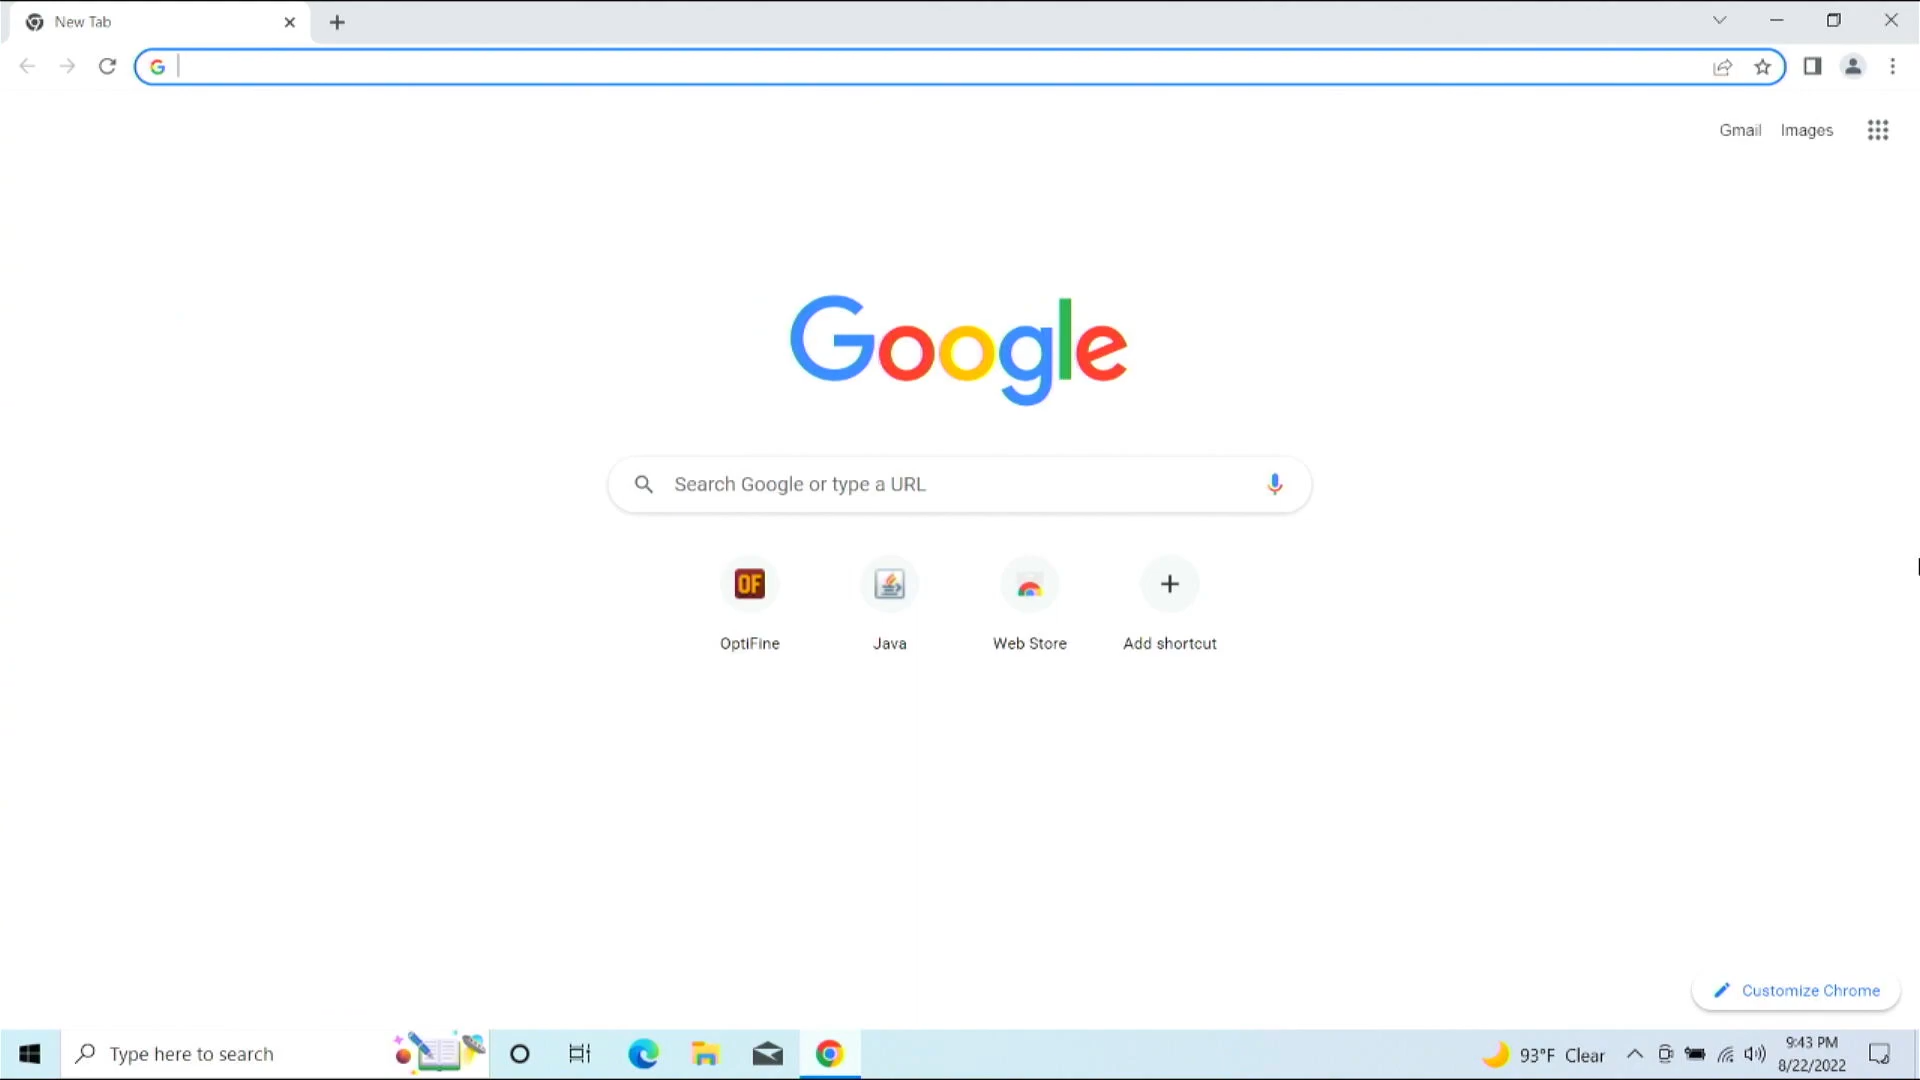 New Tab
Gmail Images
Google
Search Google or type a URL
OF
OptiFine Java Web Store Add shortcut
Customize Chrome
Type here to search
93°F Clear
9:43 PM
8/22/2022